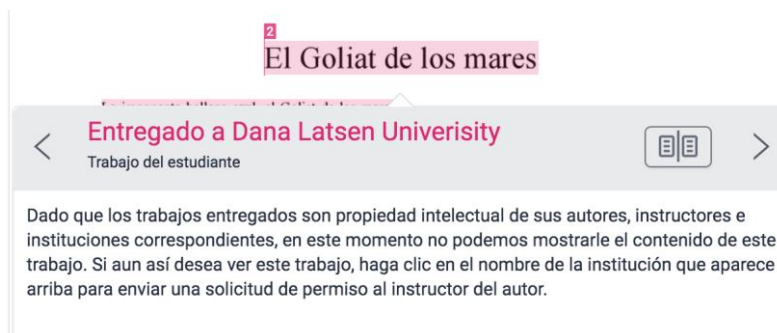 2
El Goliat de los mares
Entregado a Dana Latsen Univerisity
Trabajo del estudiante
Dado que los trabajos entregados son propiedad intelectual de sus autores, instructores e
instituciones correspondientes, en este momento no podemos mostrarle el contenido de este
trabajo. Si aun así desea ver este trabajo, haga clic en el nombre de la institución que aparece
arriba para enviar una solicitud de permiso al instructor del autor.